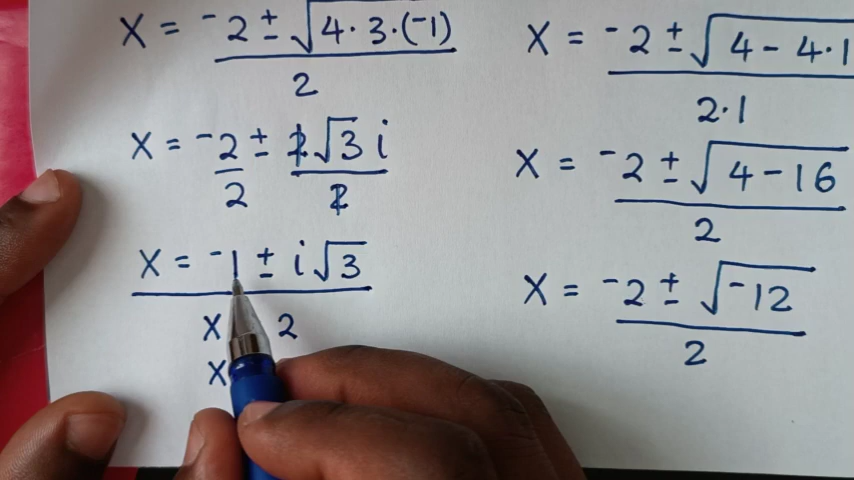 X = -2 ± √4·3·(-1) / 2
X = -2/2 ± 2√3 i / 2
X = -1 ± i√3
X 2
X
X = -2 ± √4 - 4·1 / 2·1
X = -2 ± √4 - 16 / 2
X = -2 ± √-12 / 2